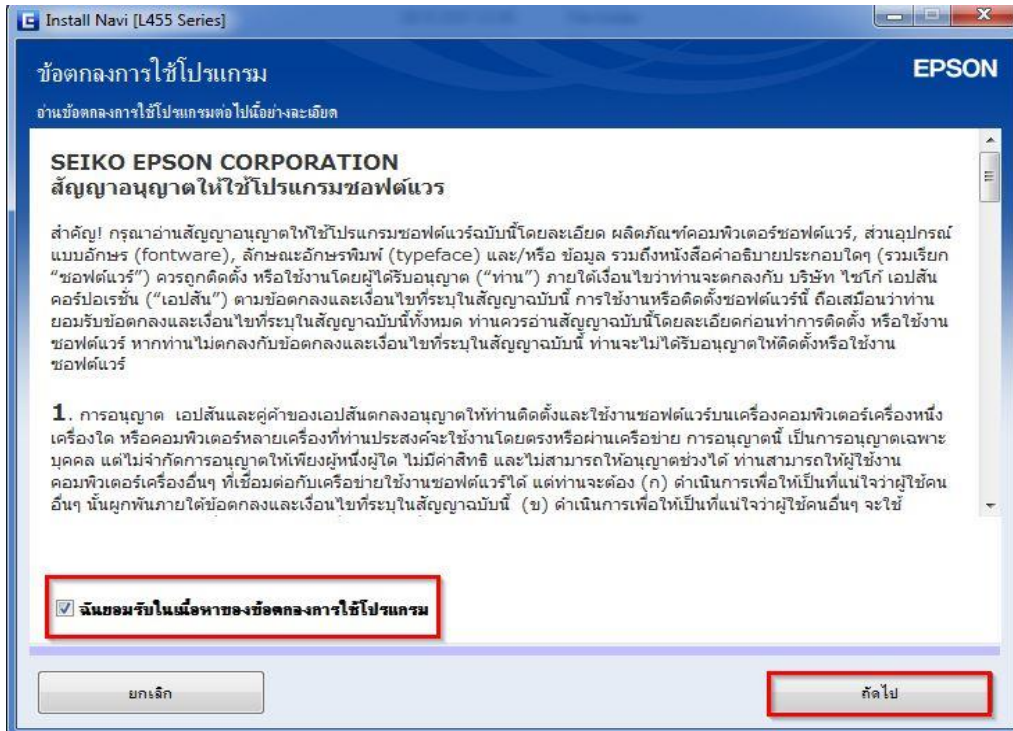 Install Navi [L455 Series]
ข้อตกลงการใช้โปรแกรม
EPSON
อ่านข้อตกลงการใช้โปรแกรมต่อไปนี้อย่างละเอียด
SEIKO EPSON CORPORATION
สัญญาอนุญาตให้ใช้โปรแกรมซอฟต์แวร
สำคัญ! กรุณาอ่านสัญญาอนุญาตให้ใช้โปรแกรมซอฟต์แวร์ฉบับนี้โดยละเอียด ผลิตภัณฑ์คอมพิวเตอร์ซอฟต์แวร์, ส่วนอุปกรณ์
แบบอักษร (fontware), ลักษณะอักษรพิมพ์ (typeface) และ/หรือ ข้อมูล รวมถึงหนังสือคำอธิบายประกอบใดๆ (รวมเรียก
“ซอฟต์แวร์”) ควรถูกติดตั้ง หรือใช้งานโดยผู้ได้รับอนุญาต (“ท่าน”) ภายใต้เงื่อนไขว่าท่านจะตกลงกับ บริษัท ไซโก้ เอปสัน
คอร์ปอเรชั่น (“เอปสัน”) ตามข้อตกลงและเงื่อนไขที่ระบุในสัญญาฉบับนี้ การใช้งานหรือติดตั้งซอฟต์แวร์นี้ ถือเสมือนว่าท่าน
ยอมรับข้อตกลงและเงื่อนไขที่ระบุในสัญญาฉบับนี้ทั้งหมด ท่านควรอ่านสัญญาฉบับนี้โดยละเอียดก่อนทำการติดตั้ง หรือใช้งาน
ซอฟต์แวร์ หากท่านไม่ตกลงกับข้อตกลงและเงื่อนไขที่ระบุในสัญญาฉบับนี้ ท่านจะไม่ได้รับอนุญาตให้ติดตั้งหรือใช้งาน
ซอฟต์แวร์
1. การอนุญาต เอปสันและคู่ค้าของเอปสันตกลงอนุญาตให้ท่านติดตั้งและใช้งานซอฟต์แวร์บนเครื่องคอมพิวเตอร์เครื่องหนึ่ง
เครื่องใด หรือคอมพิวเตอร์หลายเครื่องที่ท่านประสงค์จะใช้งานโดยตรงหรือผ่านเครือข่าย การอนุญาตนี้ เป็นการอนุญาตเฉพาะ
บุคคล แต่ไม่จำกัดการอนุญาตให้เพียงผู้หนึ่งผู้ใด ไม่มีค่าสิทธิ และไม่สามารถให้อนุญาตช่วงได้ ท่านสามารถให้ผู้ใช้งาน
คอมพิวเตอร์เครื่องอื่นๆ ที่เชื่อมต่อกับเครือข่ายใช้งานซอฟต์แวร์ได้ แต่ท่านจะต้อง (ก) ดำเนินการเพื่อให้เป็นที่แน่ใจว่าผู้ใช้คน
อื่นๆ นั้นผูกพันภายใต้ข้อตกลงและเงื่อนไขที่ระบุในสัญญาฉบับนี้ (ข) ดำเนินการเพื่อให้เป็นที่แน่ใจว่าผู้ใช้คนอื่นๆ จะใช้
ฉันยอมรับในเนื้อหาของข้อตกลงการใช้โปรแกรม
ยกเลิก
ถัดไป